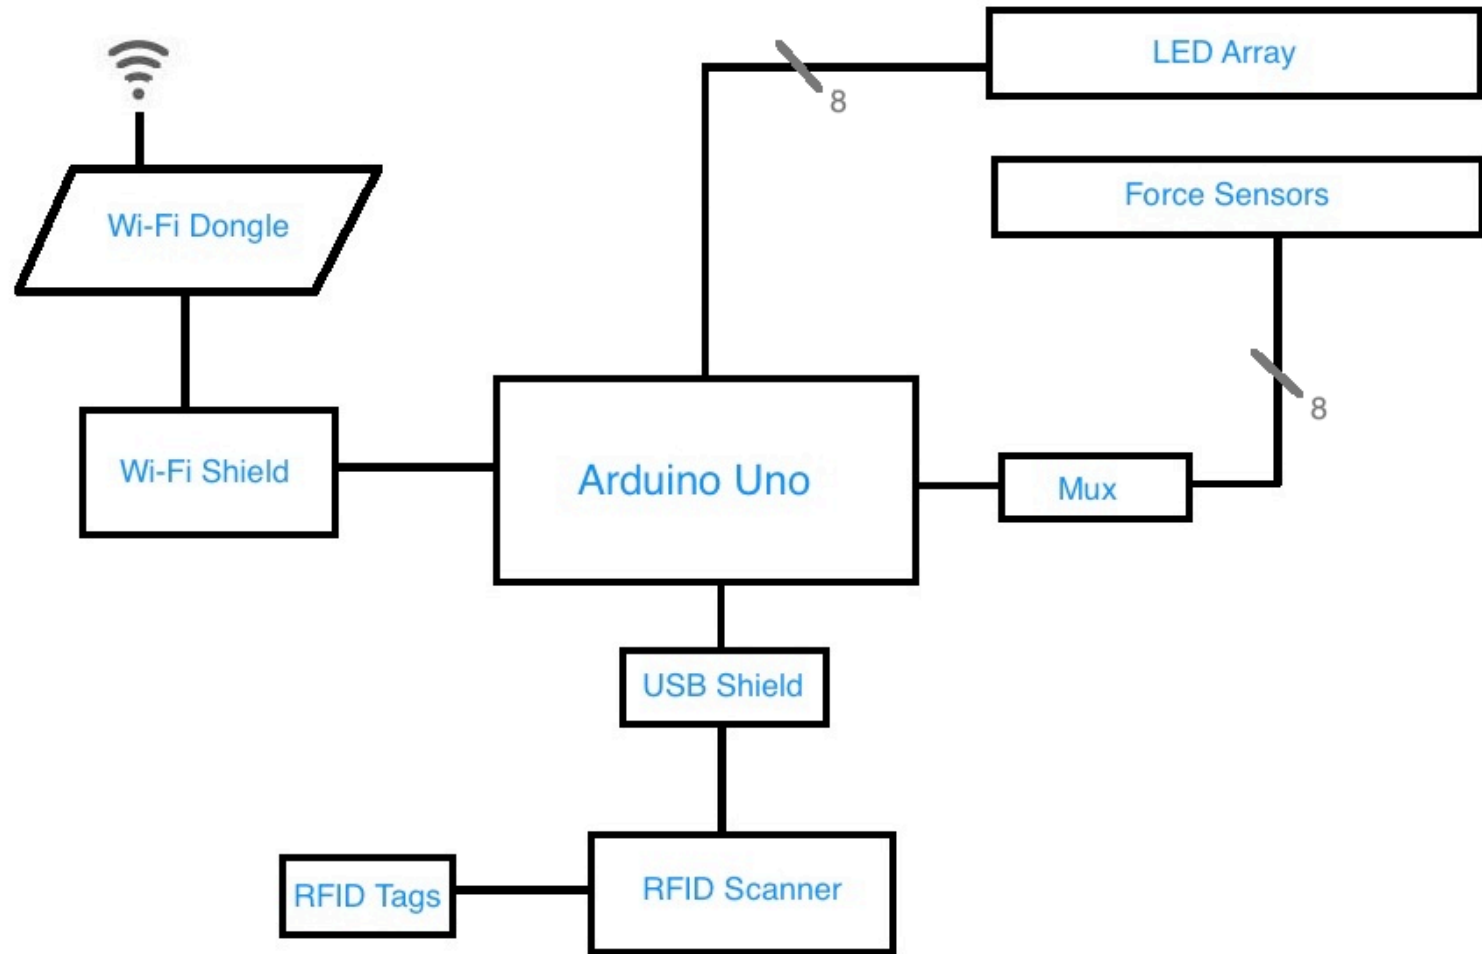 LED Array
8
Force Sensors
Wi-Fi Dongle
8
Wi-Fi Shield
Arduino Uno
Mux
USB Shield
RFID Tags
RFID Scanner